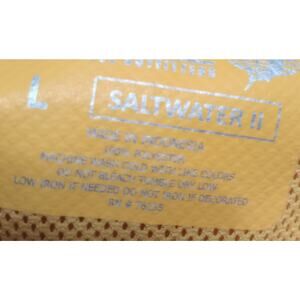 OUTFITTERS
L
SALTWATER II
MADE IN INDONESIA
100% POLYESTER
MACHINE WASH COLD WITH LIKE COLORS
DO NOT BLEACH TUMBLE DRY LOW
LOW IRON IF NEEDED DO NOT IRON IF DECORATED
RN #